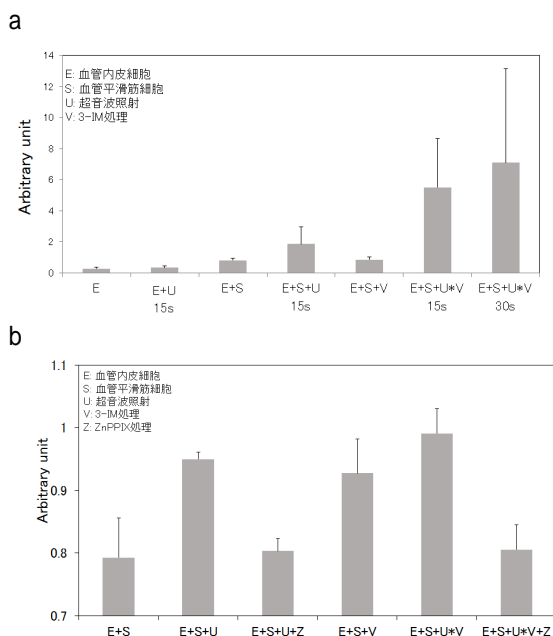 a
14
12
10
8
6
4
2
0
Arbitrary unit
E: 血管内皮細胞
S: 血管平滑筋細胞
U: 超音波照射
V: 3-IM処理
E E+U E+S E+S+U E+S+V E+S+U*V E+S+U*V
15s 15s 15s 30s
b
1.1
1
0.9
0.8
0.7
Arbitrary unit
E: 血管内皮細胞
S: 血管平滑筋細胞
U: 超音波照射
V: 3-IM処理
Z: ZnPPIX処理
E+S E+S+U E+S+U+Z E+S+V E+S+U*V E+S+U*V+Z